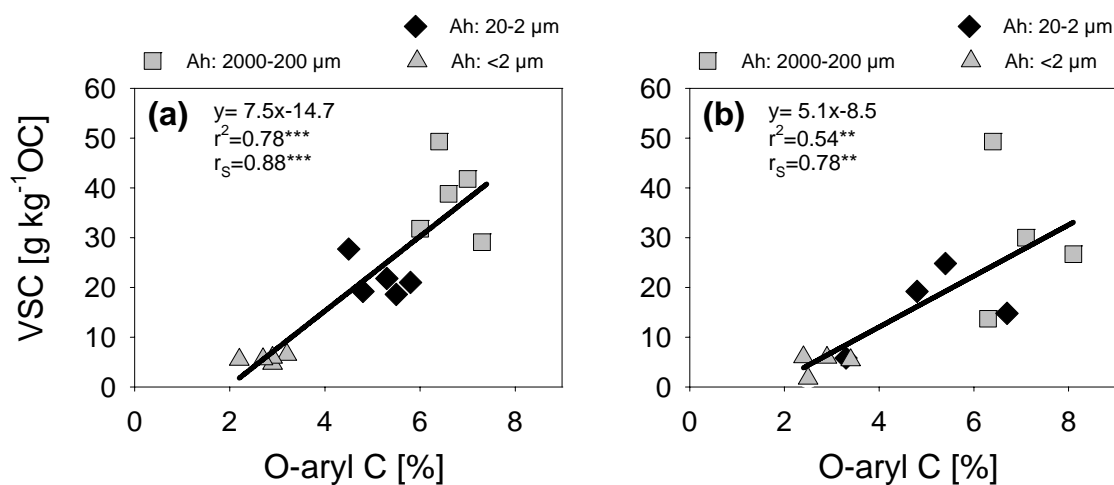 Ah: 20-2 µm
Ah: 2000-200 µm
Ah: <2 µm
Ah: 20-2 µm
Ah: 2000-200 µm
Ah: <2 µm
VSC [g kg⁻¹OC]
60
50
40
30
20
10
0
(a)
y= 7.5x-14.7
r²=0.78***
rS=0.88***
0 2 4 6 8
O-aryl C [%]
60
50
40
30
20
10
0
(b)
y= 5.1x-8.5
r²=0.54**
rS=0.78**
0 2 4 6 8
O-aryl C [%]